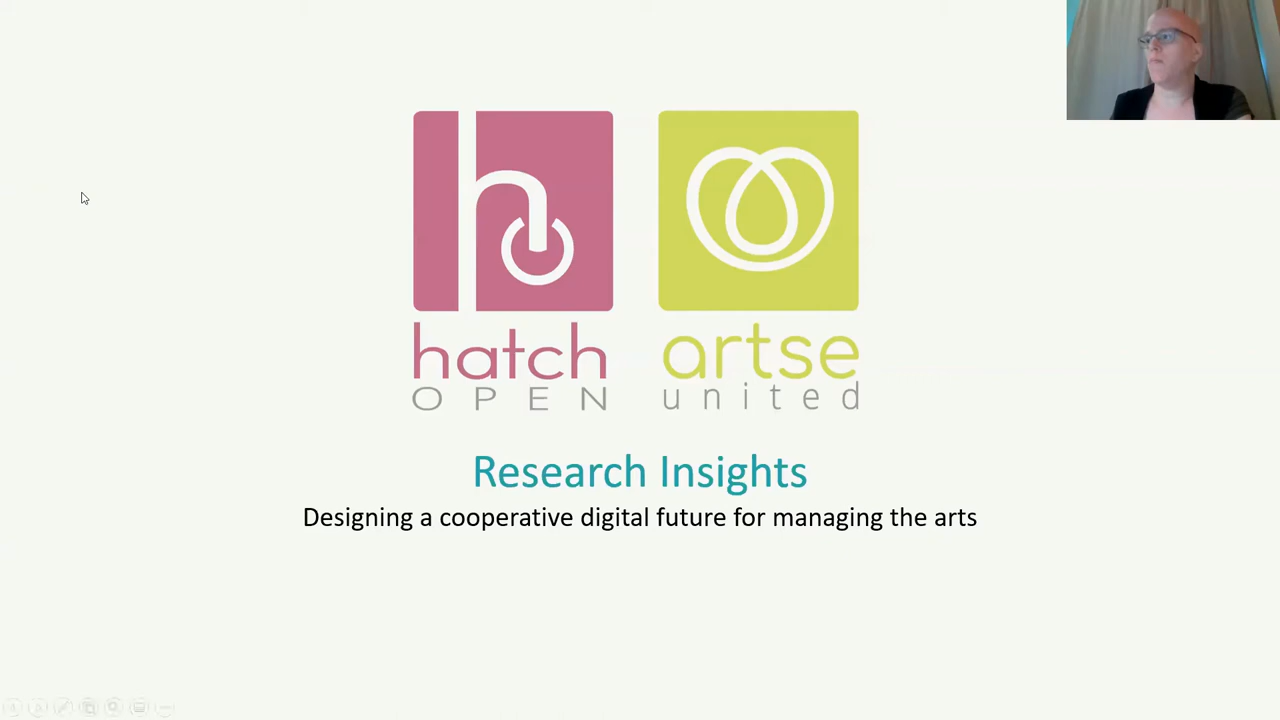 hatch
OPEN
artse
united
Research Insights
Designing a cooperative digital future for managing the arts